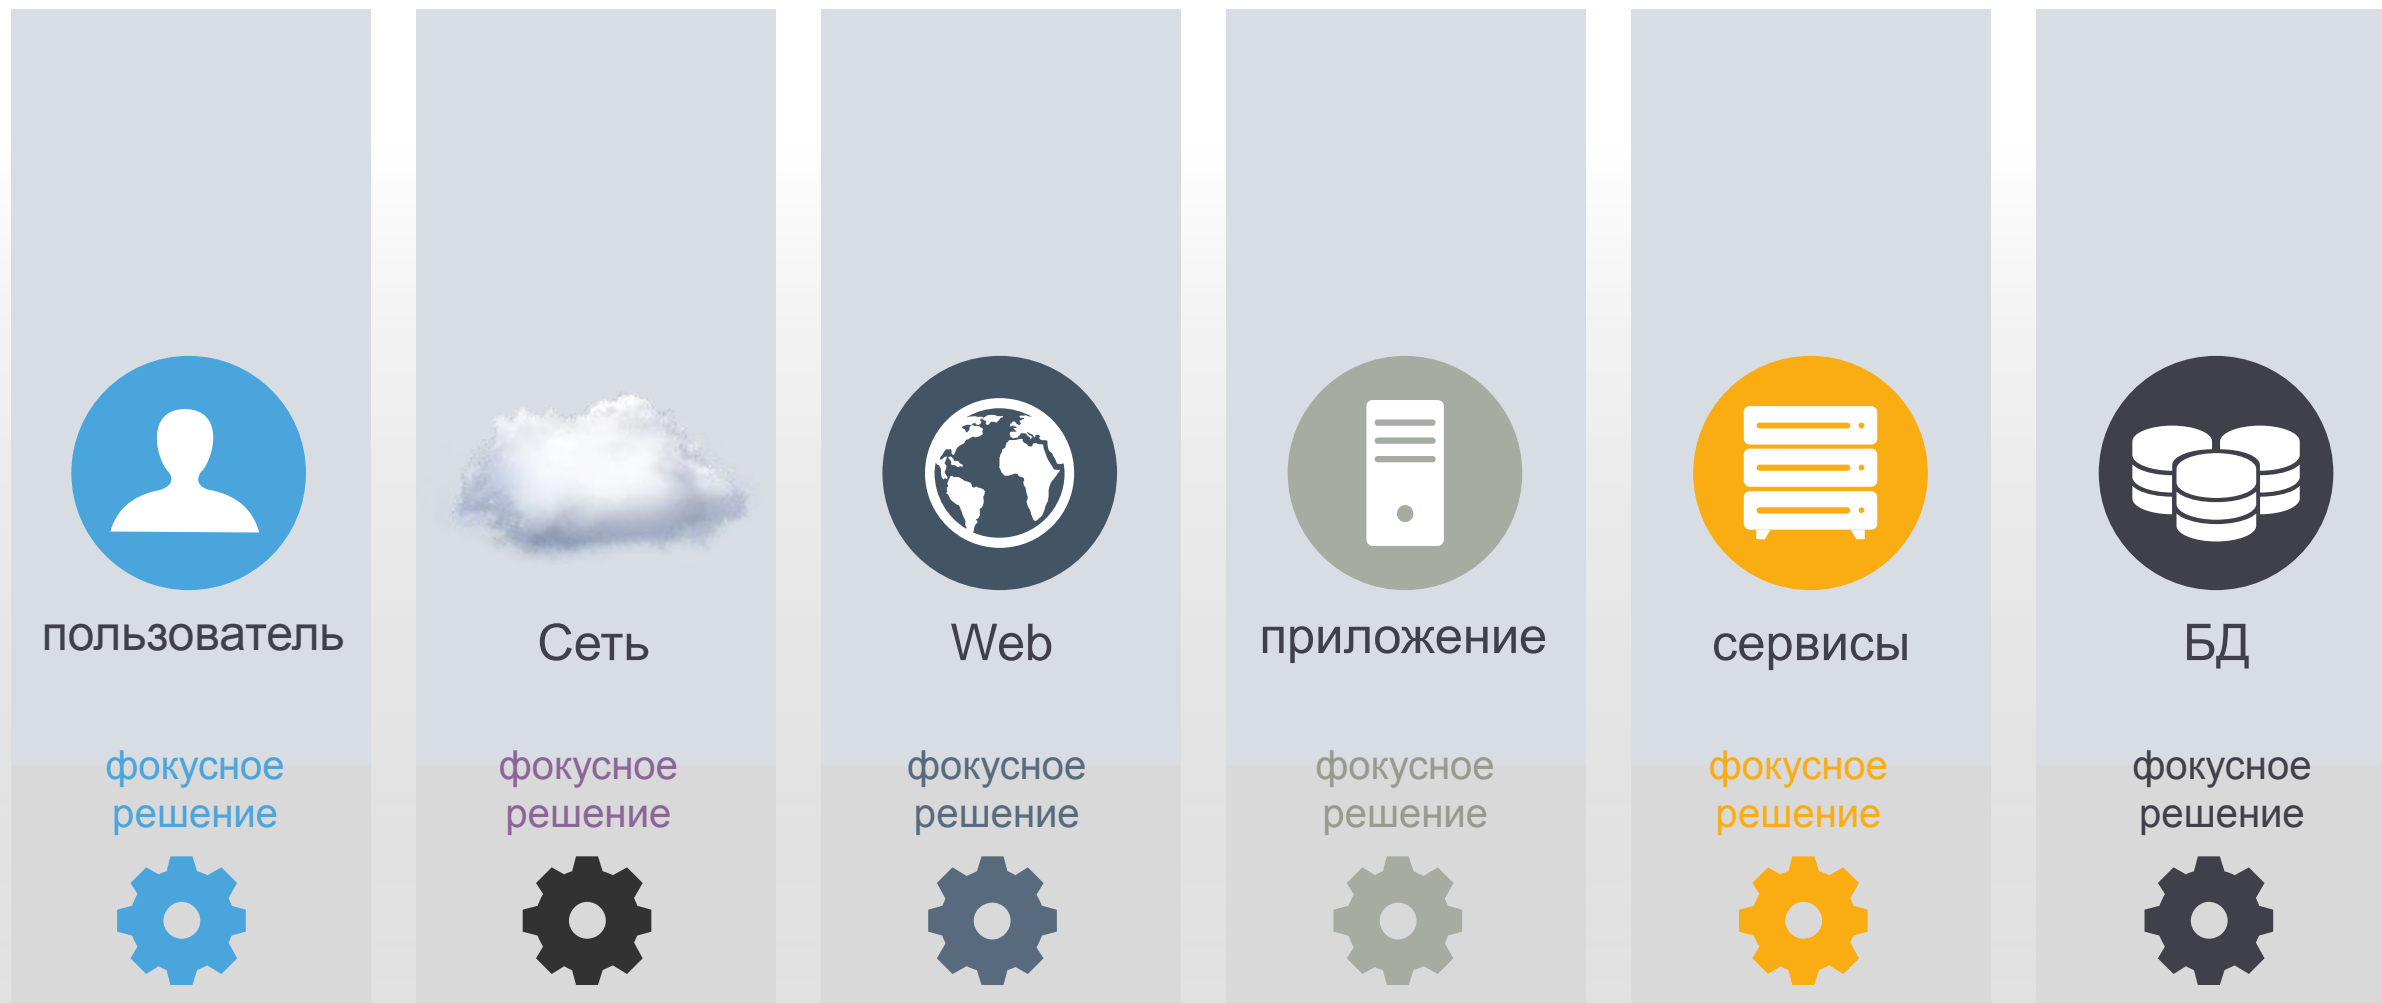 пользователь
Сеть
Web
приложение
сервисы
БД
фокусное
решение
фокусное
решение
фокусное
решение
фокусное
решение
фокусное
решение
фокусное
решение